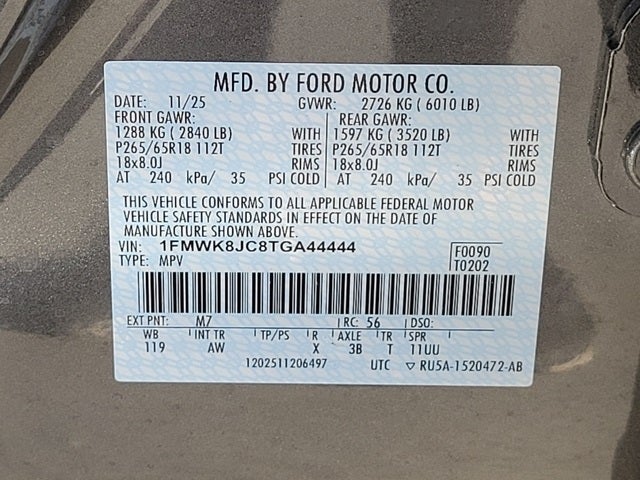 MFD. BY FORD MOTOR CO.
DATE: 11/25 GVWR: 2726 KG ( 6010 LB)
FRONT GAWR: REAR GAWR:
1288 KG ( 2840 LB) WITH 1597 KG ( 3520 LB) WITH
P265/65R18 112T TIRES P265/65R18 112T TIRES
18x8.0J RIMS 18x8.0J RIMS
AT 240 kPa/ 35 PSI COLD AT 240 kPa/ 35 PSI COLD
THIS VEHICLE CONFORMS TO ALL APPLICABLE FEDERAL MOTOR
VEHICLE SAFETY STANDARDS IN EFFECT ON THE DATE OF
MANUFACTURE SHOWN ABOVE.
VIN: 1FMWK8JC8TGA44444 F0090
TYPE: MPV T0202
EXT PNT: M7 RC: 56 DSO:
WB INT TR TP/PS R AXLE TR SPR
119 AW X 3B T 11UU
1202511206497 UTC ▽ RU5A-1520472-AB